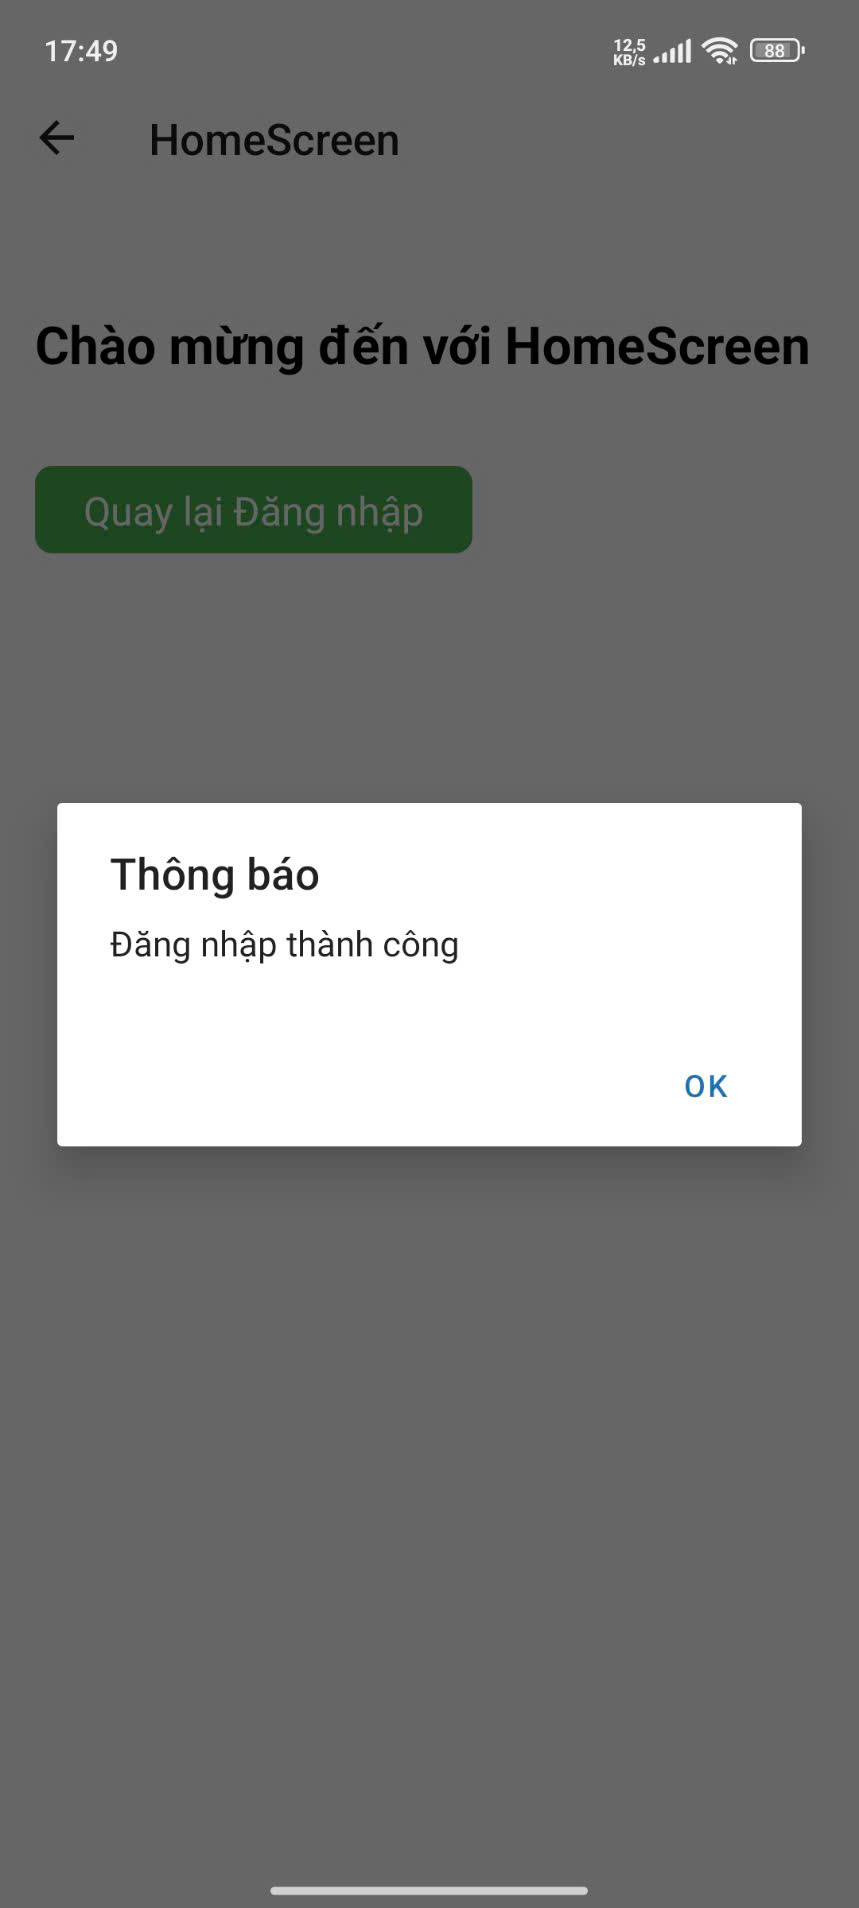 17:49
12,5
KB/s
88
HomeScreen
Chào mừng đến với HomeScreen
Quay lại Đăng nhập
Thông báo
Đăng nhập thành công
OK